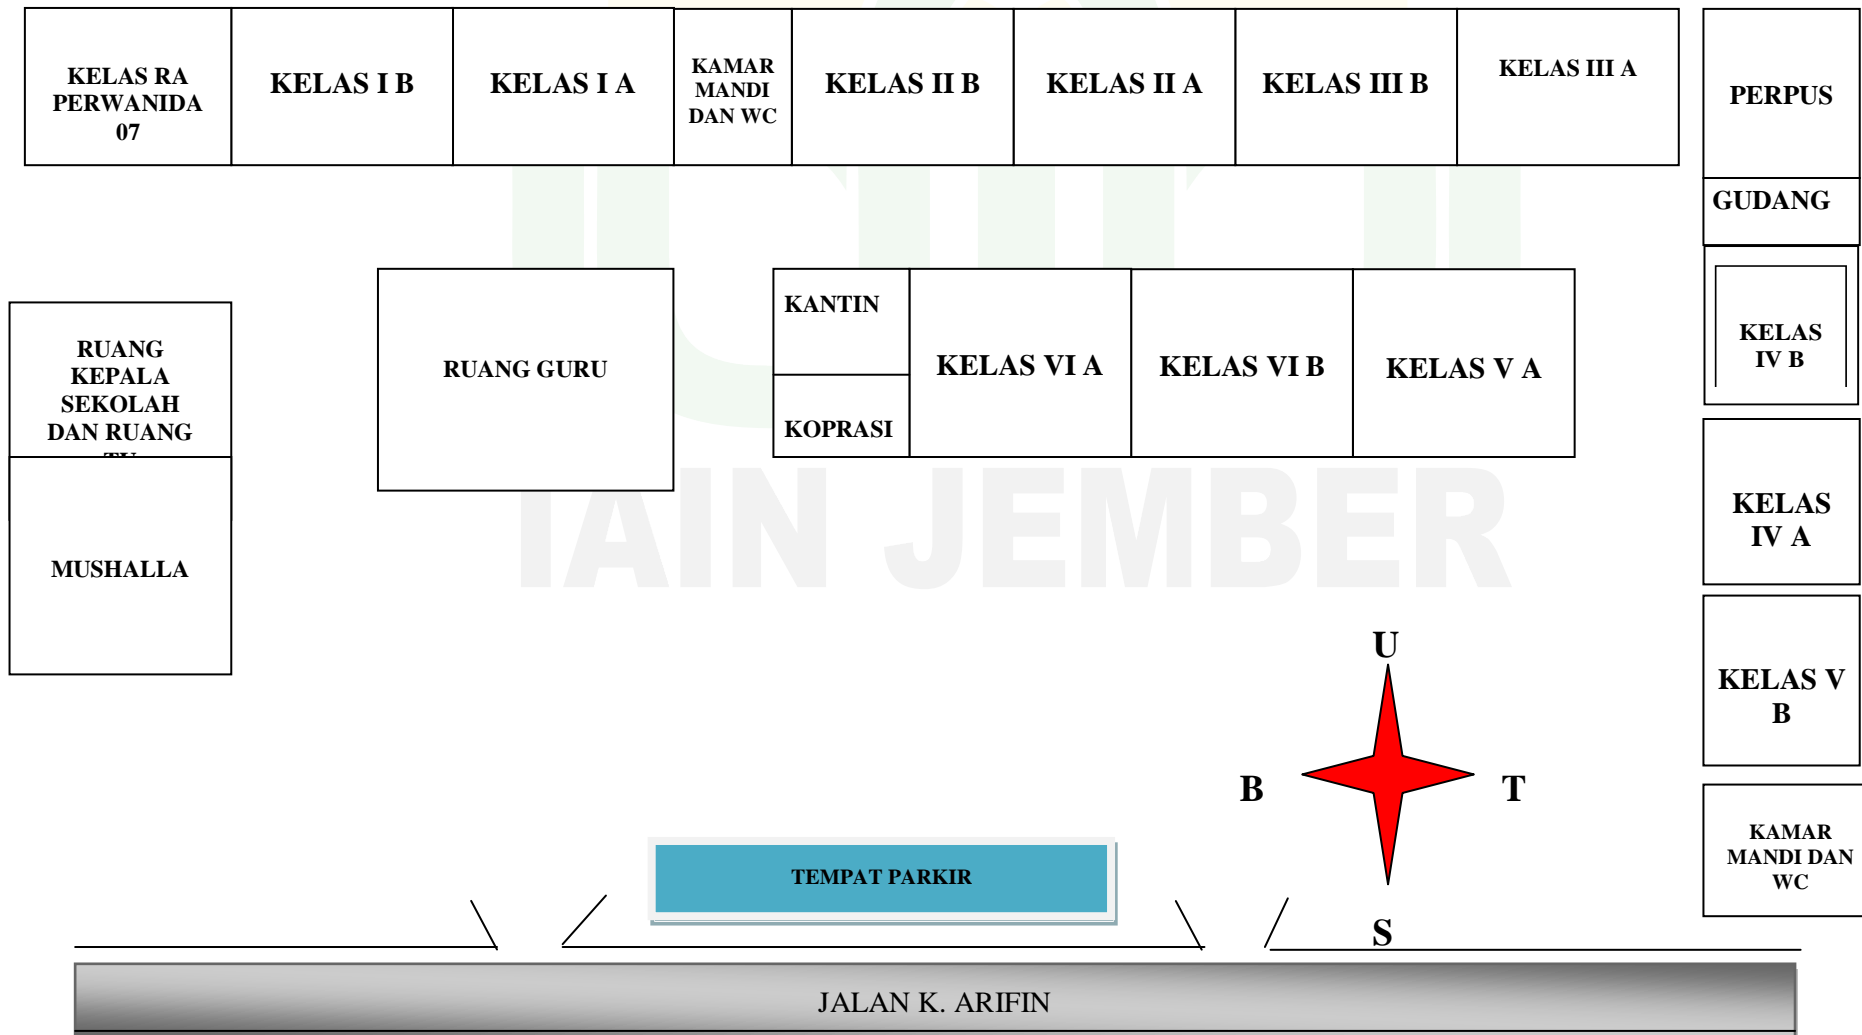 KELAS RA
PERWANIDA
07
KELAS I B
KELAS I A
KAMAR
MANDI
DAN WC
KELAS II B
KELAS II A
KELAS III B
KELAS III A
PERPUS
GUDANG
RUANG
KEPALA
SEKOLAH
DAN RUANG
TU
MUSHALLA
RUANG GURU
KANTIN
KOPRASI
KELAS VI A
KELAS VI B
KELAS V A
KELAS
IV B
KELAS
IV A
KELAS V
B
KAMAR
MANDI DAN
WC
IAIN JEMBER
U
B
T
S
TEMPAT PARKIR
JALAN K. ARIFIN